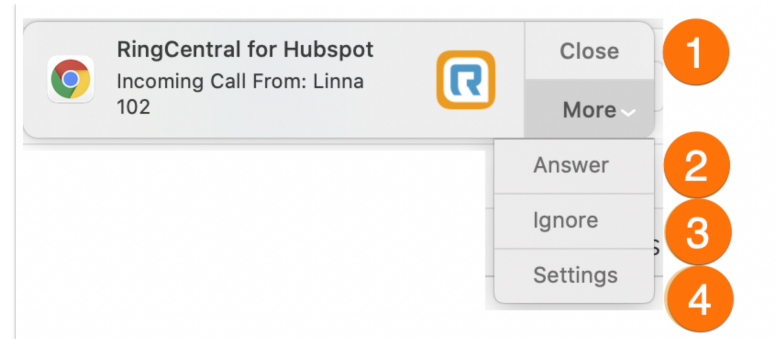 RingCentral for Hubspot
Incoming Call From: Linna
102
Close
1
More
Answer
2
Ignore
3
s
Settings
4